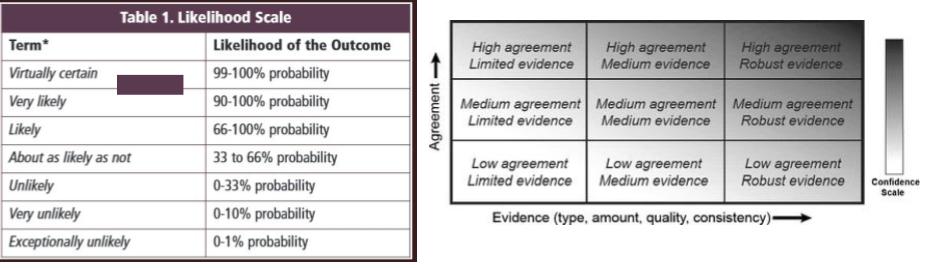 Table 1. Likelihood Scale
Term* Likelihood of the Outcome
Virtually certain 99-100% probability
Very likely 90-100% probability
Likely 66-100% probability
About as likely as not 33 to 66% probability
Unlikely 0-33% probability
Very unlikely 0-10% probability
Exceptionally unlikely 0-1% probability
Agreement
High agreement
Limited evidence
High agreement
Medium evidence
High agreement
Robust evidence
Medium agreement
Limited evidence
Medium agreement
Medium evidence
Medium agreement
Robust evidence
Low agreement
Limited evidence
Low agreement
Medium evidence
Low agreement
Robust evidence
Evidence (type, amount, quality, consistency)
Confidence
Scale